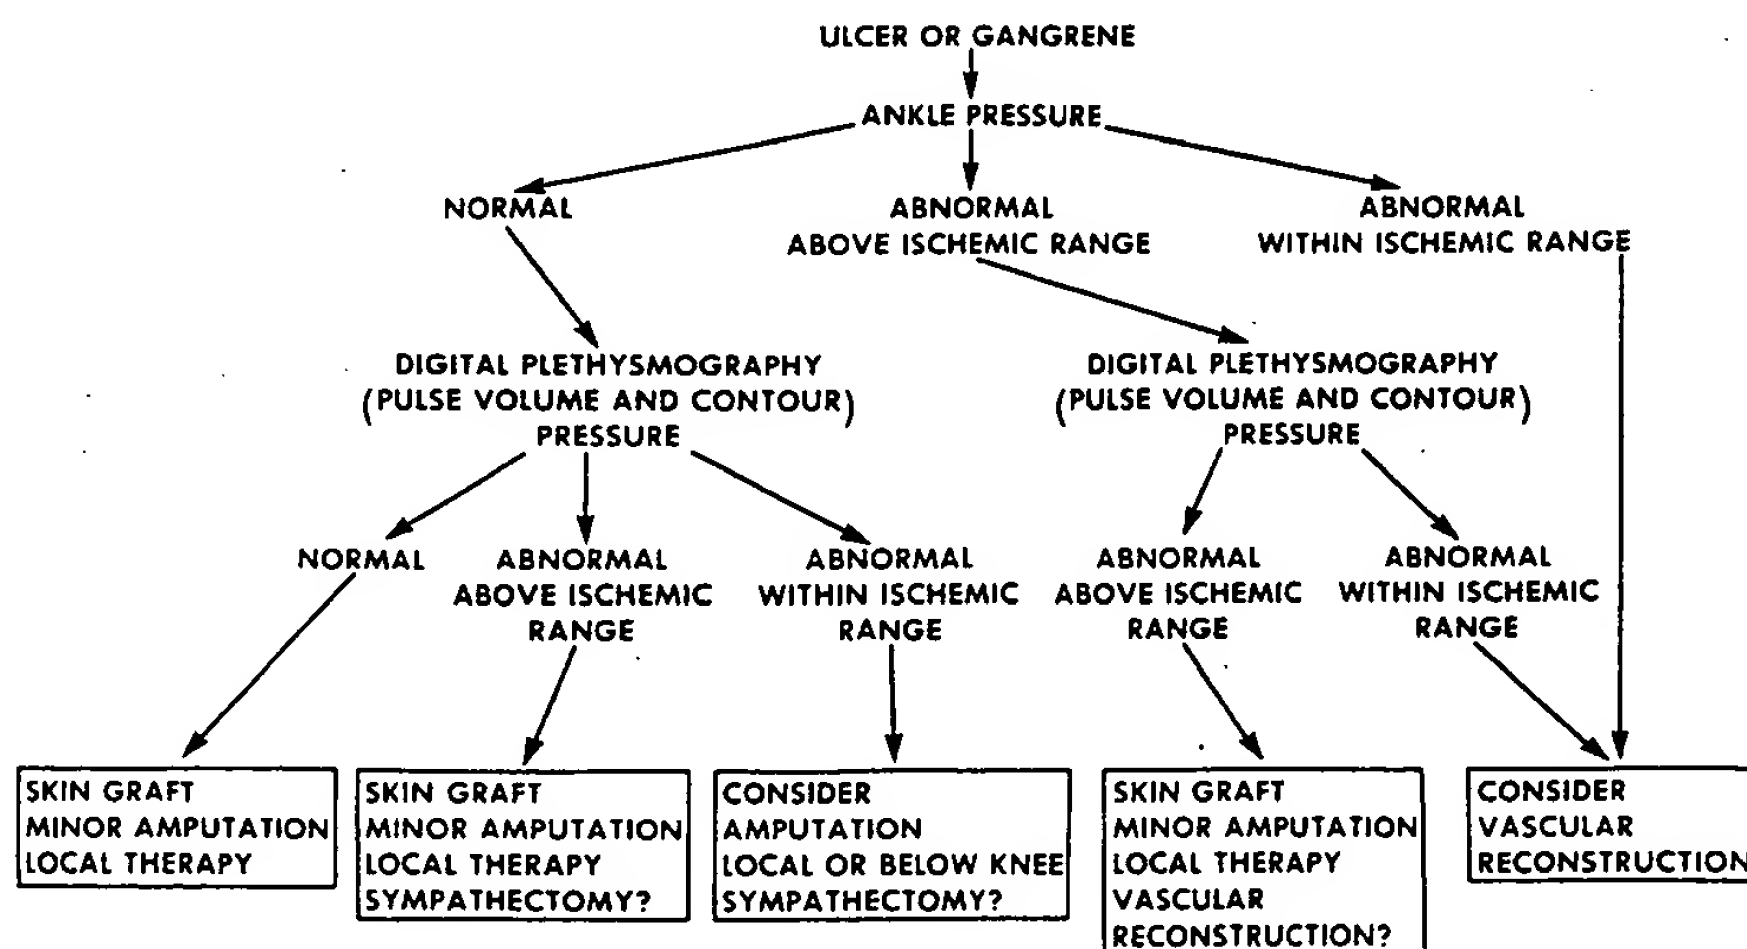 ULCER OR GANGRENE
ANKLE PRESSURE
NORMAL
ABNORMAL
ABOVE ISCHEMIC RANGE
ABNORMAL
WITHIN ISCHEMIC RANGE
DIGITAL PLETHYSMOGRAPHY
(PULSE VOLUME AND CONTOUR)
PRESSURE
DIGITAL PLETHYSMOGRAPHY
(PULSE VOLUME AND CONTOUR)
PRESSURE
NORMAL
ABNORMAL
ABOVE ISCHEMIC
RANGE
ABNORMAL
WITHIN ISCHEMIC
RANGE
ABNORMAL
ABOVE ISCHEMIC
RANGE
ABNORMAL
WITHIN ISCHEMIC
RANGE
SKIN GRAFT
MINOR AMPUTATION
LOCAL THERAPY
SKIN GRAFT
MINOR AMPUTATION
LOCAL THERAPY
SYMPATHECTOMY?
CONSIDER
AMPUTATION
LOCAL OR BELOW KNEE
SYMPATHECTOMY?
SKIN GRAFT
MINOR AMPUTATION
LOCAL THERAPY
VASCULAR
RECONSTRUCTION?
CONSIDER
VASCULAR
RECONSTRUCTION